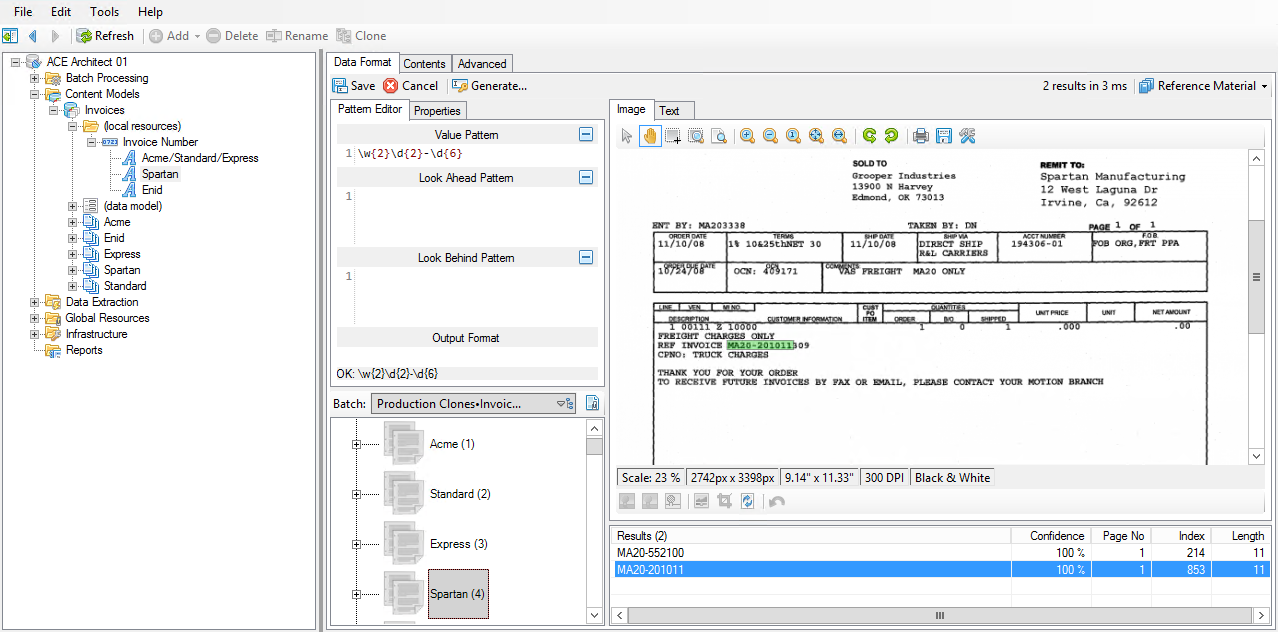 File Edit Tools Help
Refresh Add Delete Rename Clone
ACE Architect 01
Batch Processing
Content Models
Invoices
(local resources)
0123 Invoice Number
Acme/Standard/Express
Spartan
Enid
(data model)
Acme
Enid
Express
Spartan
Standard
Data Extraction
Global Resources
Infrastructure
Reports
Data Format Contents Advanced
Save Cancel Generate... 2 results in 3 ms Reference Material
Pattern Editor Properties
Value Pattern
1 \w{2}\d{2}-\d{6}
Look Ahead Pattern
1
Look Behind Pattern
1
Output Format
OK: \w{2}\d{2}-\d{6}
Batch: Production Clones•Invoic...
Acme (1)
Standard (2)
Express (3)
Spartan (4)
Image Text
SOLD TO
Grooper Industries
13900 N Harvey
Edmond, OK 73013
REMIT TO:
Spartan Manufacturing
12 West Laguna Dr
Irvine, Ca, 92612
ENT BY: MA203338 TAKEN BY: DN PAGE 1 OF 1
ORDER DATE TERMS SHIP DATE SHIP VIA ACCT NUMBER F.O.B.
11/10/08 1% 10&25thNET 30 11/10/08 DIRECT SHIP 194306-01 FOB ORG,FRT PPA
R&L CARRIERS
ORDER DUE DATE OCN COMMENTS
10/24/08 OCN: 409171 VAS FREIGHT MA20 ONLY
LINE VEN MI NO. CUST PO ITEM QUANTITIES UNIT PRICE UNIT NET AMOUNT
DESCRIPTION CUSTOMER INFORMATION ORDER B/O SHIPPED
1 00111 Z 10000 1 0 1 .000 .00
FREIGHT CHARGES ONLY
REF INVOICE MA20-201011309
CPNO: TRUCK CHARGES
THANK YOU FOR YOUR ORDER
TO RECEIVE FUTURE INVOICES BY FAX OR EMAIL, PLEASE CONTACT YOUR MOTION BRANCH
Scale: 23 % 2742px x 3398px 9.14" x 11.33" 300 DPI Black & White
Results (2) Confidence Page No Index Length
MA20-552100 100 % 1 214 11
MA20-201011 100 % 1 853 11